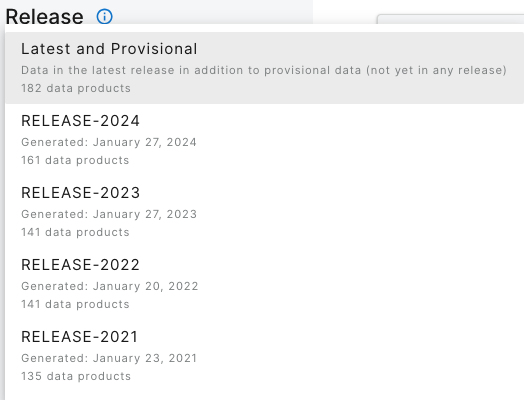 Release
Latest and Provisional
Data in the latest release in addition to provisional data (not yet in any release)
182 data products
RELEASE-2024
Generated: January 27, 2024
161 data products
RELEASE-2023
Generated: January 27, 2023
141 data products
RELEASE-2022
Generated: January 20, 2022
141 data products
RELEASE-2021
Generated: January 23, 2021
135 data products